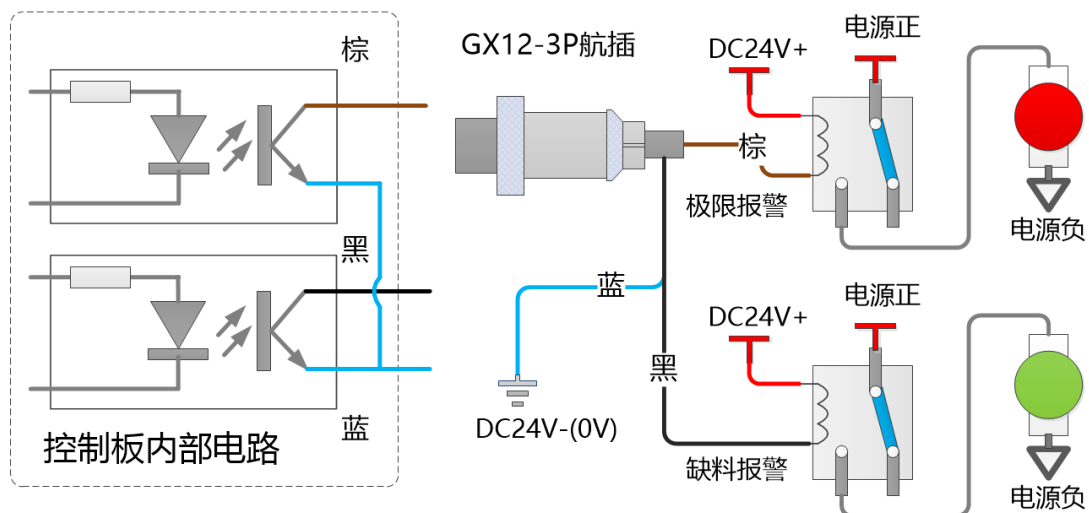 棕
黑
蓝
控制板内部电路
GX12-3P航插
棕
极限报警
蓝
黑
DC24V-(0V)
DC24V+
电源正
电源负
DC24V+
电源正
缺料报警
电源负